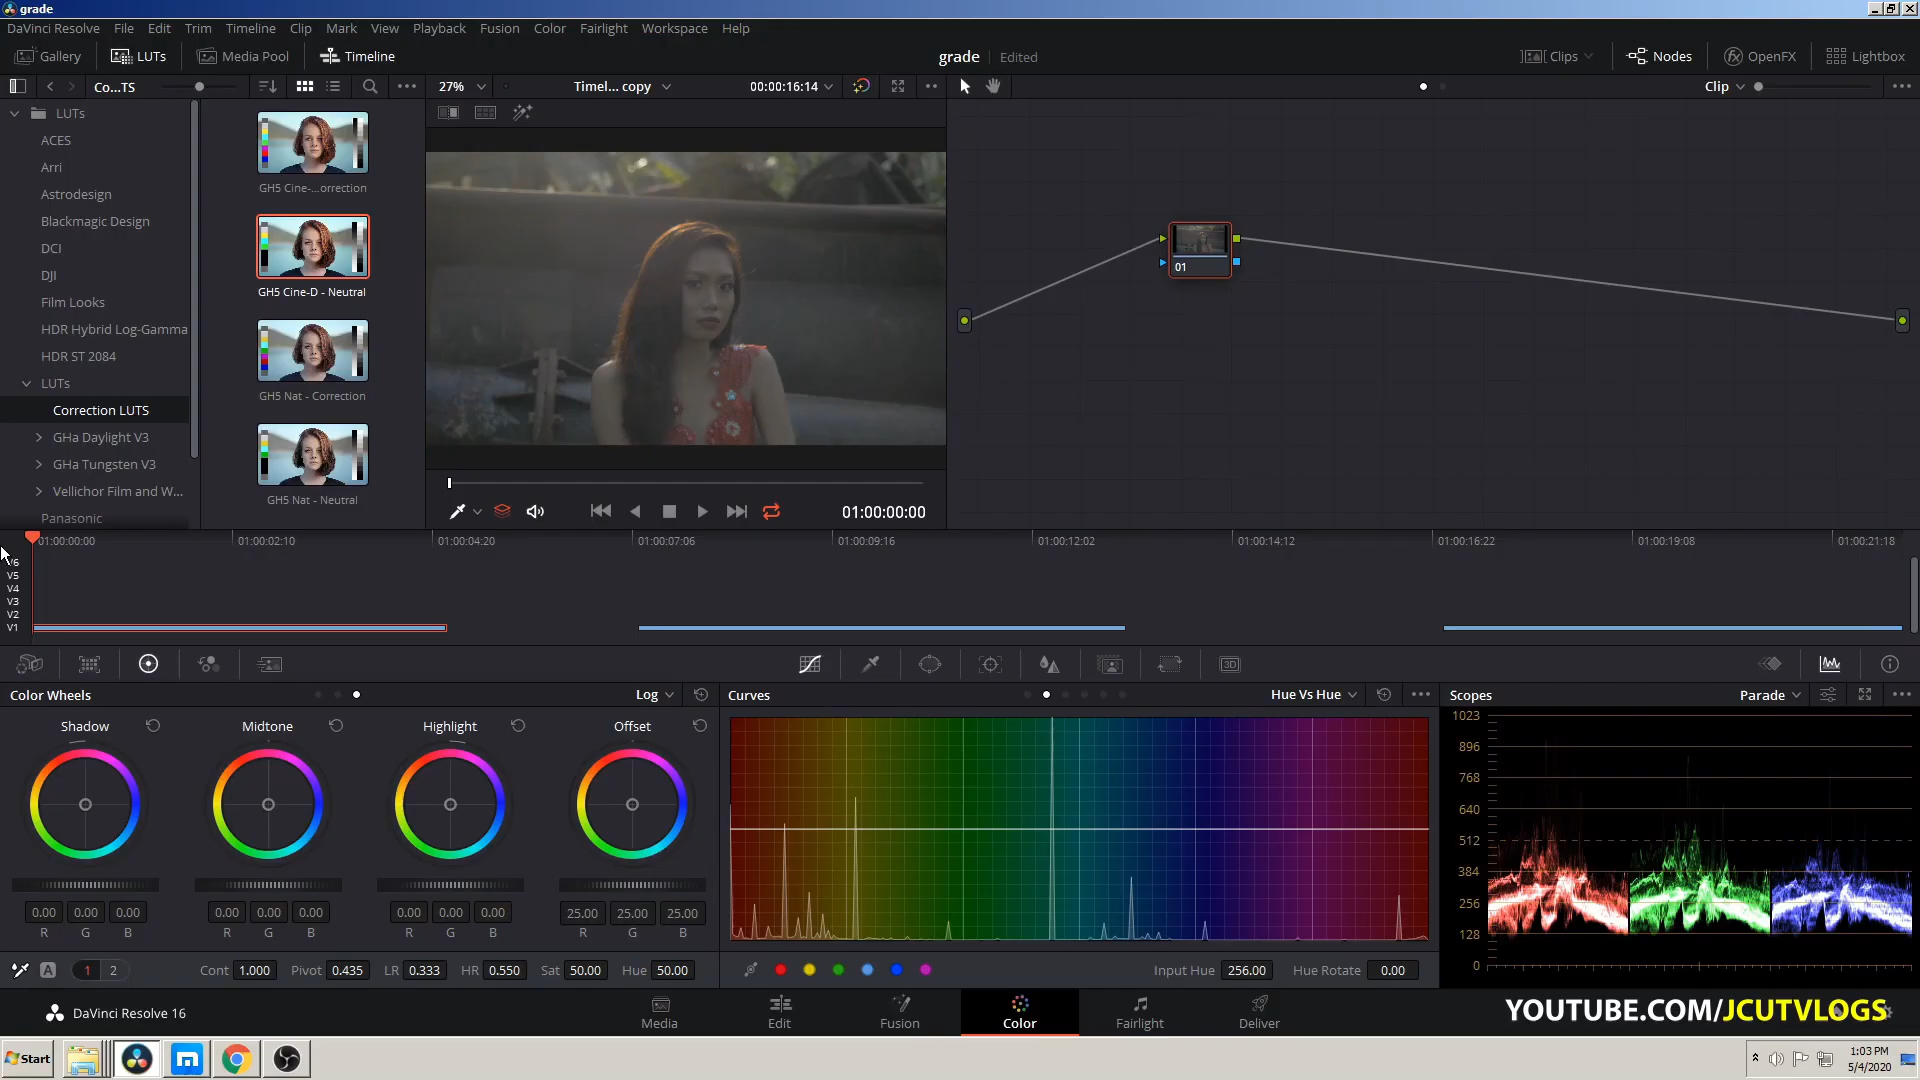 grade
DaVinci Resolve File Edit Trim Timeline Clip Mark View Playback Fusion Color Fairlight Workspace Help
Gallery LUTs Media Pool Timeline grade Edited Clips Nodes OpenFX Lightbox
Co...TS 27% Timel... copy 00:00:16:14 Clip
LUTs
ACES
Arri
Astrodesign
Blackmagic Design
DCI
DJI
Film Looks
HDR Hybrid Log-Gamma
HDR ST 2084
LUTs
Correction LUTS
GHa Daylight V3
GHa Tungsten V3
Vellichor Film and W...
Panasonic
GH5 Cine-...orrection
GH5 Cine-D - Neutral
GH5 Nat - Correction
GH5 Nat - Neutral
01
01:00:00:00
01:00:00:00 01:00:02:10 01:00:04:20 01:00:07:06 01:00:09:16 01:00:12:02 01:00:14:12 01:00:16:22 01:00:19:08 01:00:21:18
V6
V5
V4
V3
V2
V1
3D
Color Wheels Log
Shadow Midtone Highlight Offset
0.00 0.00 0.00 0.00 0.00 0.00 0.00 0.00 0.00 25.00 25.00 25.00
R G B R G B R G B R G B
A 1 2 Cont 1.000 Pivot 0.435 LR 0.333 HR 0.550 Sat 50.00 Hue 50.00
Curves Hue Vs Hue
Input Hue 256.00 Hue Rotate 0.00
Scopes Parade
1023
896
768
640
512
384
256
128
0
DaVinci Resolve 16
Media Edit Fusion Color Fairlight Deliver
YOUTUBE.COM/JCUTVLOGS
Start
1:03 PM
5/4/2020